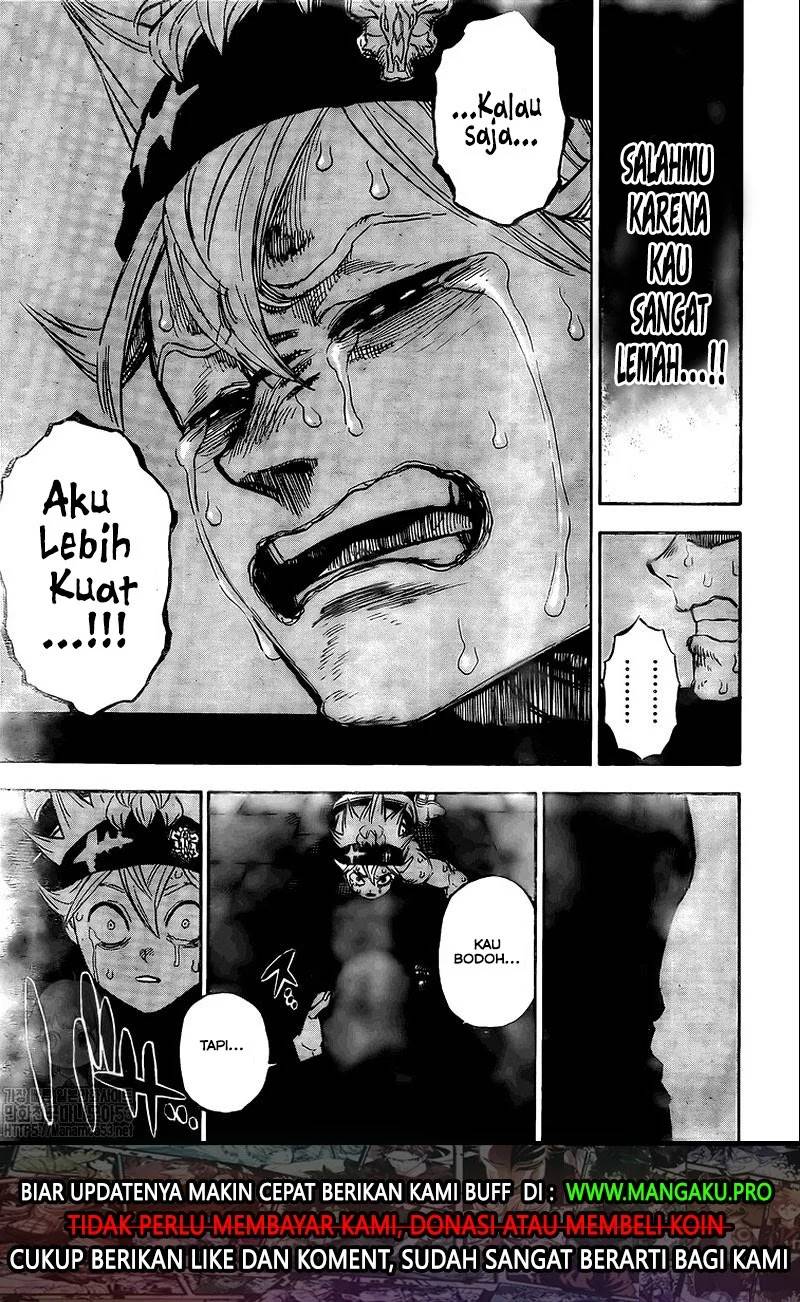 SALAHMU
KARENA
KAU
SANGAT
LEMAH...!!
...Kalau
saja...
Aku
Lebih
Kuat
...!!!
.........
KAU
BODOH...
TAPI...
BIAR UPDATENYA MAKIN CEPAT BERIKAN KAMI BUFF DI : WWW.MANGAKU.PRO
TIDAK PERLU MEMBAYAR KAMI, DONASI ATAU MEMBELI KOIN
CUKUP BERIKAN LIKE DAN KOMENT, SUDAH SANGAT BERARTI BAGI KAMI